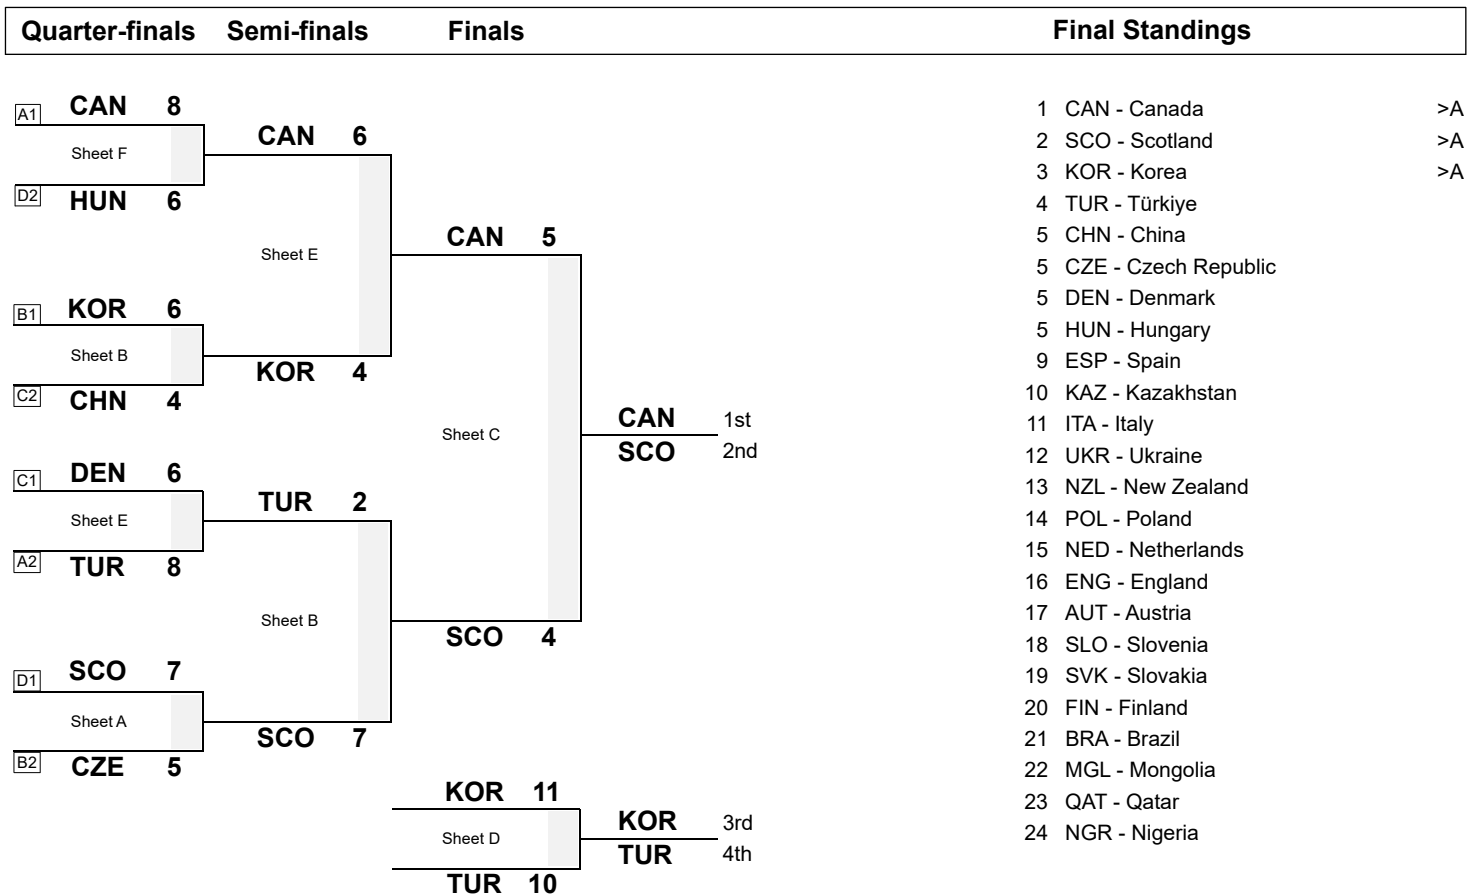 Quarter-finals Semi-finals Finals Final Standings
A1 CAN 8
Sheet F
D2 HUN 6
B1 KOR 6
Sheet B
C2 CHN 4
C1 DEN 6
Sheet E
A2 TUR 8
D1 SCO 7
Sheet A
B2 CZE 5
CAN 6
Sheet E
KOR 4
TUR 2
Sheet B
SCO 7
CAN 5
Sheet C
SCO 4
CAN 1st
SCO 2nd
KOR 11
Sheet D
TUR 10
KOR 3rd
TUR 4th
1 CAN - Canada >A
2 SCO - Scotland >A
3 KOR - Korea >A
4 TUR - Türkiye
5 CHN - China
5 CZE - Czech Republic
5 DEN - Denmark
5 HUN - Hungary
9 ESP - Spain
10 KAZ - Kazakhstan
11 ITA - Italy
12 UKR - Ukraine
13 NZL - New Zealand
14 POL - Poland
15 NED - Netherlands
16 ENG - England
17 AUT - Austria
18 SLO - Slovenia
19 SVK - Slovakia
20 FIN - Finland
21 BRA - Brazil
22 MGL - Mongolia
23 QAT - Qatar
24 NGR - Nigeria